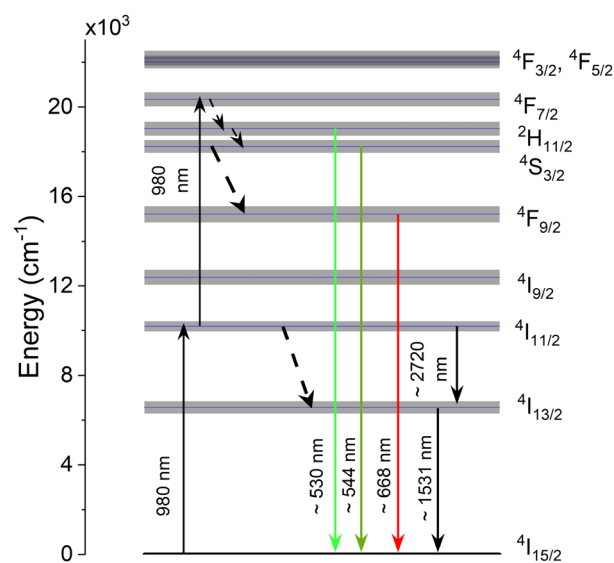 x10³
20
16
12
8
4
0
Energy (cm⁻¹)
⁴F₃/₂, ⁴F₅/₂
⁴F₇/₂
²H₁₁/₂
⁴S₃/₂
⁴F₉/₂
⁴I₉/₂
⁴I₁₁/₂
⁴I₁₃/₂
⁴I₁₅/₂
980
nm
980 nm
~ 530 nm
~ 544 nm
~ 668 nm
~ 2720
nm
~ 1531 nm